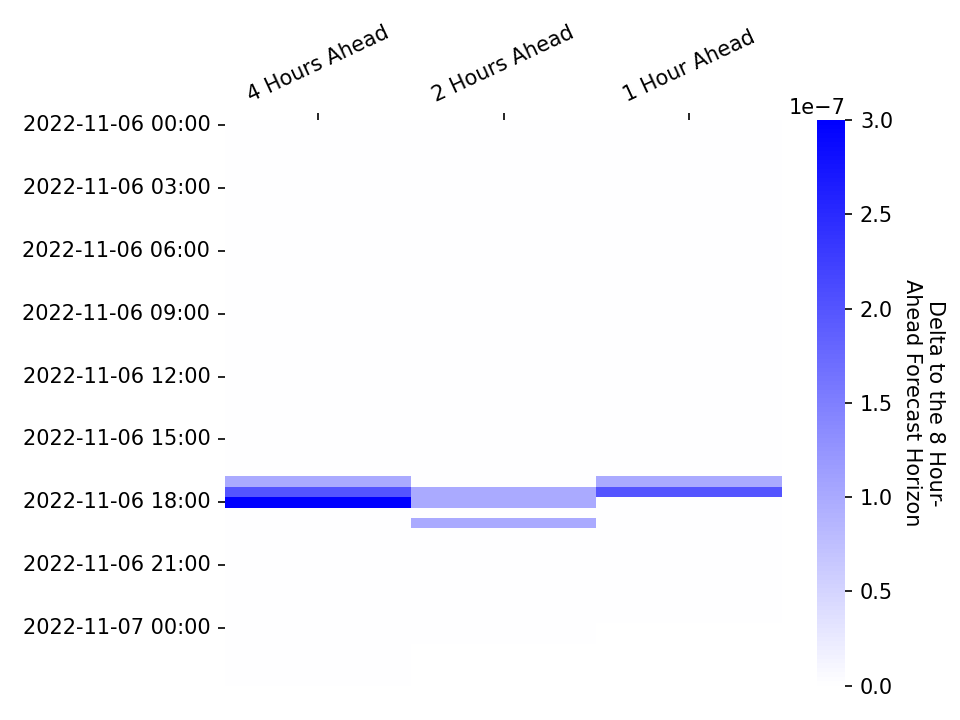 4 Hours Ahead
2 Hours Ahead
1 Hour Ahead
1e−7
2022-11-06 00:00
2022-11-06 03:00
2022-11-06 06:00
2022-11-06 09:00
2022-11-06 12:00
2022-11-06 15:00
2022-11-06 18:00
2022-11-06 21:00
2022-11-07 00:00
3.0
2.5
2.0
1.5
1.0
0.5
0.0
Delta to the 8 Hour-
Ahead Forecast Horizon